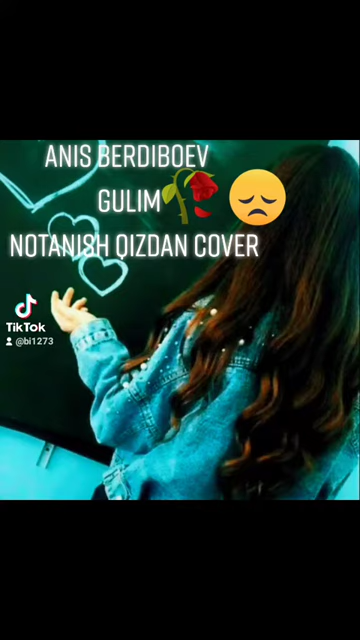 ANIS BERDIBOEV
GULIM🥀 😞
NOTANISH QIZDAN COVER
TikTok
@bi1273